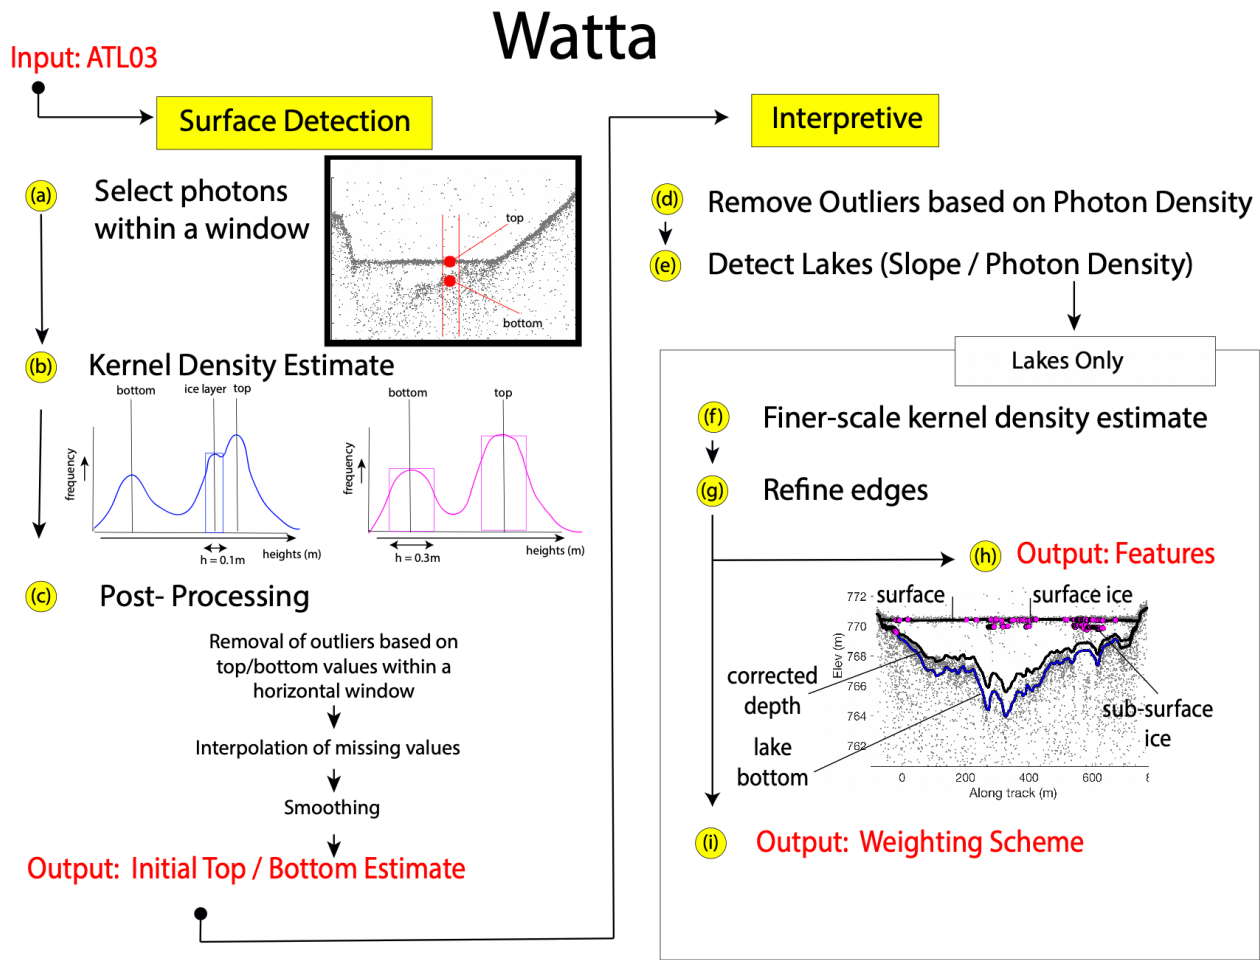 Watta
Input: ATL03
Surface Detection
(a)
Select photons
within a window
top
bottom
(b)
Kernel Density Estimate
bottom
ice layer
top
frequency
heights (m)
h = 0.1m
bottom
top
frequency
heights (m)
h = 0.3m
(c)
Post- Processing
Removal of outliers based on
top/bottom values within a
horizontal window
Interpolation of missing values
Smoothing
Output: Initial Top / Bottom Estimate
Interpretive
(d)
Remove Outliers based on Photon Density
(e)
Detect Lakes (Slope / Photon Density)
Lakes Only
(f)
Finer-scale kernel density estimate
(g)
Refine edges
(h)
Output: Features
surface
surface ice
772
770
768
766
764
762
Elev (m)
corrected
depth
lake
bottom
sub-surface
ice
0
200
400
600
Along track (m)
(i)
Output: Weighting Scheme